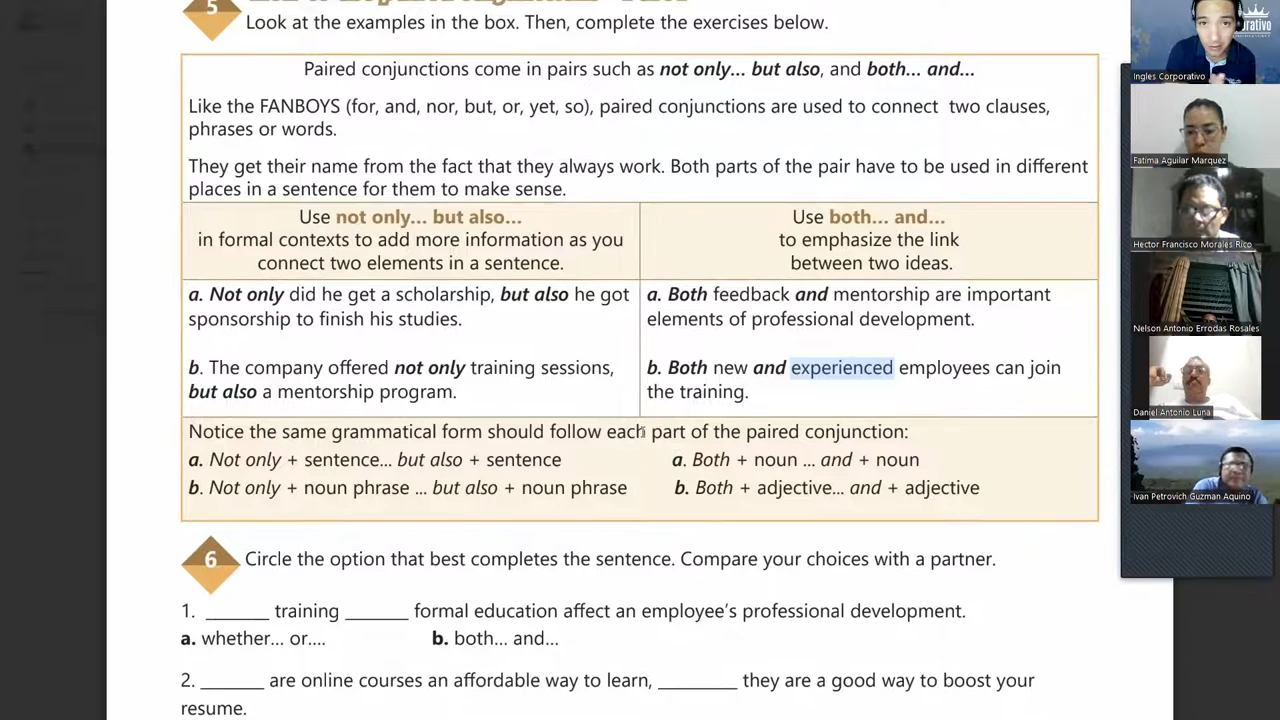 5
Look at the examples in the box. Then, complete the exercises below.
Paired conjunctions come in pairs such as not only... but also, and both... and...
Like the FANBOYS (for, and, nor, but, or, yet, so), paired conjunctions are used to connect two clauses,
phrases or words.
They get their name from the fact that they always work. Both parts of the pair have to be used in different
places in a sentence for them to make sense.
Use not only... but also...
in formal contexts to add more information as you
connect two elements in a sentence.
Use both... and...
to emphasize the link
between two ideas.
a. Not only did he get a scholarship, but also he got
sponsorship to finish his studies.
b. The company offered not only training sessions,
but also a mentorship program.
a. Both feedback and mentorship are important
elements of professional development.
b. Both new and experienced employees can join
the training.
Notice the same grammatical form should follow each part of the paired conjunction:
a. Not only + sentence... but also + sentence
b. Not only + noun phrase ... but also + noun phrase
a. Both + noun ... and + noun
b. Both + adjective... and + adjective
6
Circle the option that best completes the sentence. Compare your choices with a partner.
1. _______ training _______ formal education affect an employee's professional development.
a. whether... or.... b. both... and...
2. _______ are online courses an affordable way to learn, _________ they are a good way to boost your
resume.
orativo
Ingles Corporativo
Fatima Aguilar Marquez
Hector Francisco Morales Rico
Nelson Antonio Errodas Rosales
Daniel Antonio Luna
Ivan Petrovich Guzman Aquino